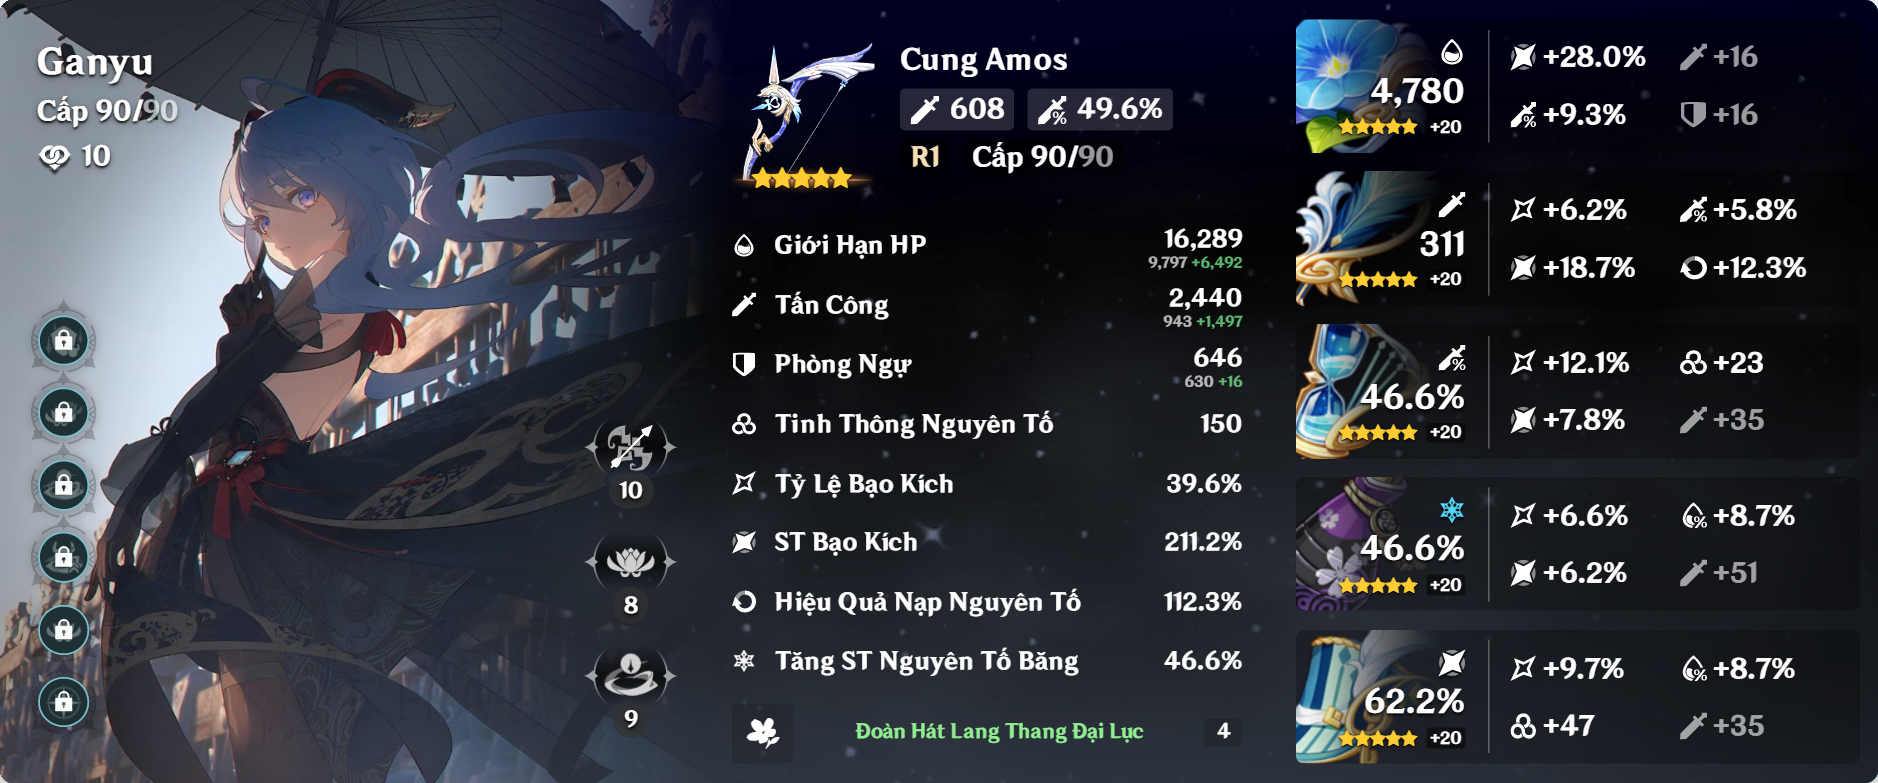 Ganyu
Cấp 90/90
10
10
8
9
Cung Amos
608 49.6%
R1 Cấp 90/90
Giới Hạn HP 16,289
9,797 +6,492
Tấn Công 2,440
943 +1,497
Phòng Ngự 646
630 +16
Tinh Thông Nguyên Tố 150
Tỷ Lệ Bạo Kích 39.6%
ST Bạo Kích 211.2%
Hiệu Quả Nạp Nguyên Tố 112.3%
Tăng ST Nguyên Tố Băng 46.6%
Đoàn Hát Lang Thang Đại Lục 4
4,780
+20
+28.0% +16
+9.3% +16
311
+20
+6.2% +5.8%
+18.7% +12.3%
46.6%
+20
+12.1% +23
+7.8% +35
46.6%
+20
+6.6% +8.7%
+6.2% +51
62.2%
+20
+9.7% +8.7%
+47 +35